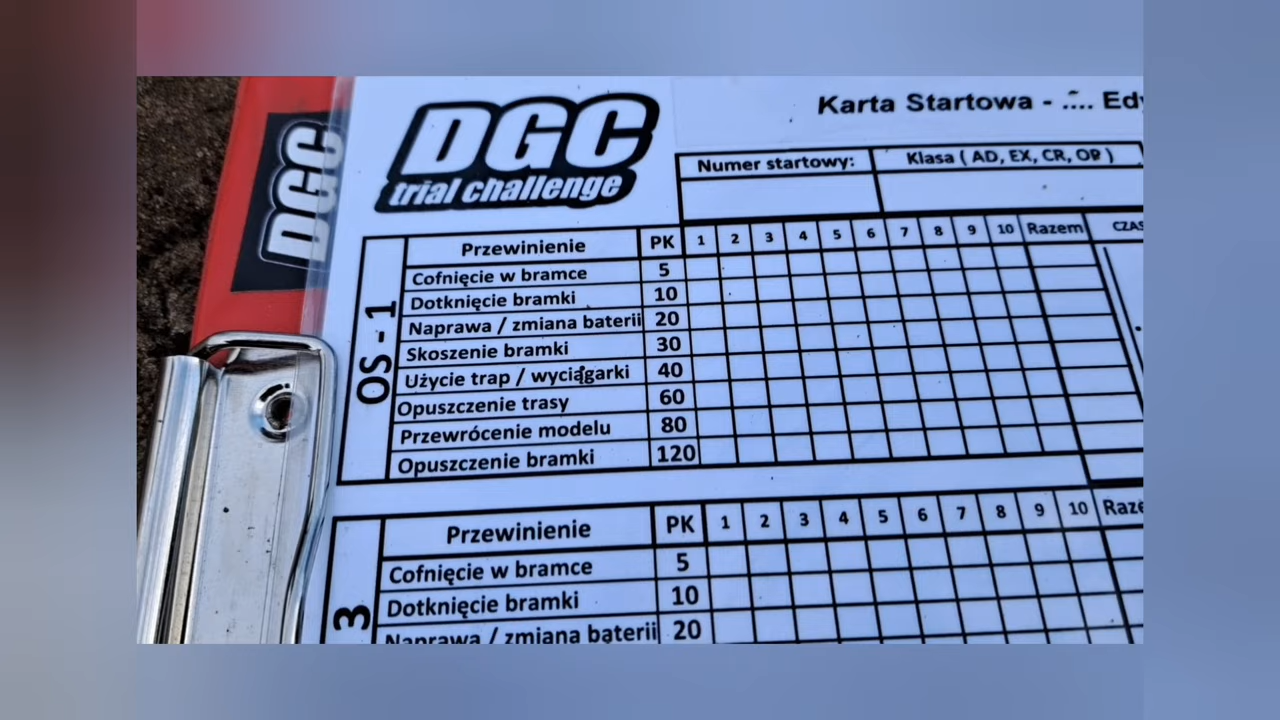 DGC
trial challenge
DGC
Karta Startowa - ....
Numer startowy: Klasa ( AD, EX, CR, OP )
OS - 1
Przewinienie PK 1 2 3 4 5 6 7 8 9 10 Razem CZAS
Cofnięcie w bramce 5
Dotknięcie bramki 10
Naprawa / zmiana baterii 20
Skoszenie bramki 30
Użycie trap / wyciągarki 40
Opuszczenie trasy 60
Przewrócenie modelu 80
Opuszczenie bramki 120
3
Przewinienie PK 1 2 3 4 5 6 7 8 9 10
Cofnięcie w bramce 5
Dotknięcie bramki 10
Naprawa / zmiana baterii 20